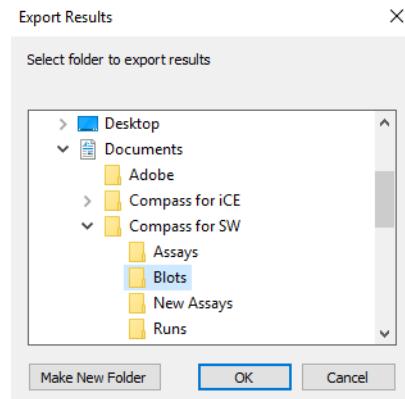 Export Results
Select folder to export results
Desktop
Documents
Adobe
Compass for iCE
Compass for SW
Assays
Blots
New Assays
Runs
Make New Folder
OK
Cancel